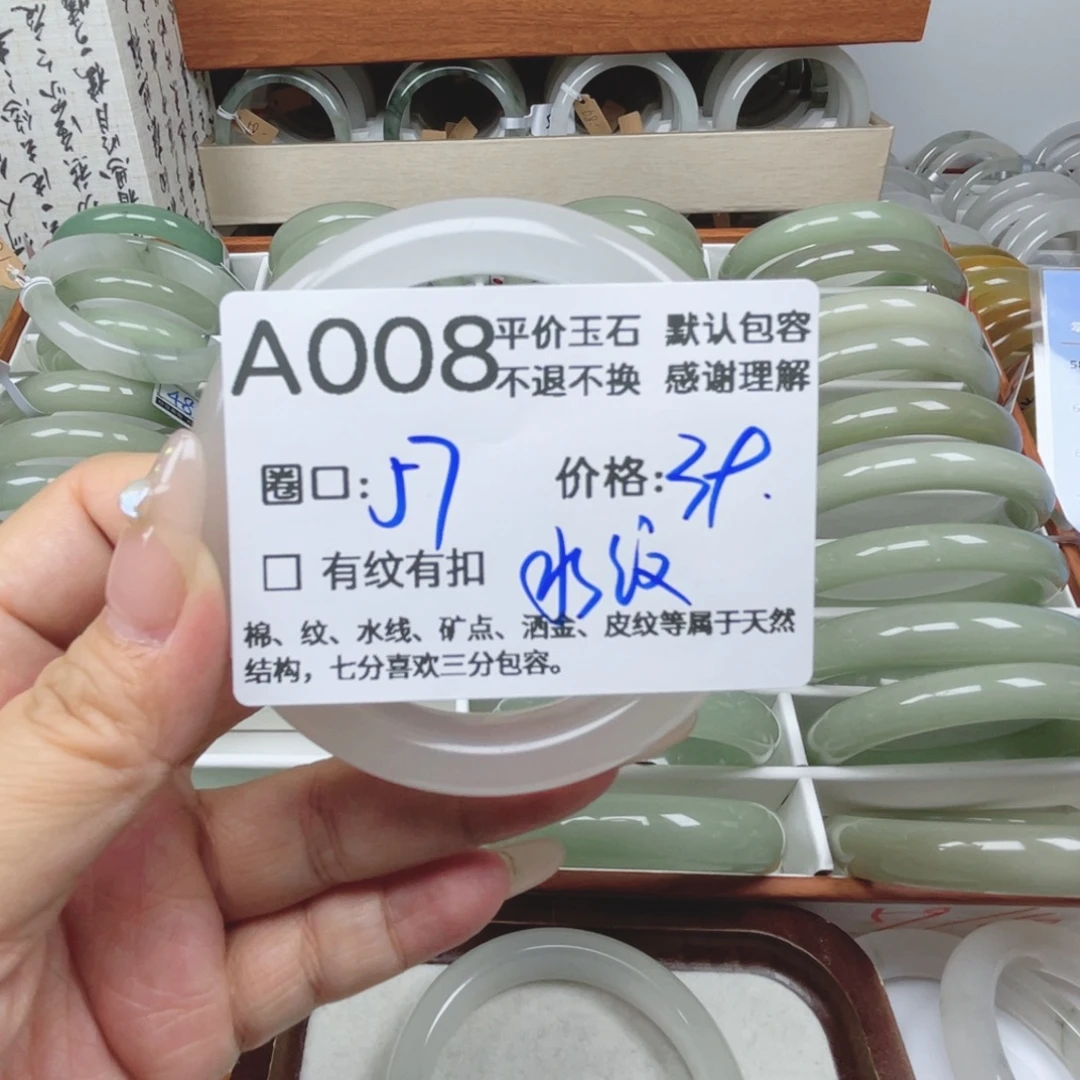 A008
平价玉石 默认包容
不退不换 感谢理解
圈口:57 价格:39.
□ 有纹有扣 水纹
棉、纹、水线、矿点、洒金、皮纹等属于天然
结构，七分喜欢三分包容。
48